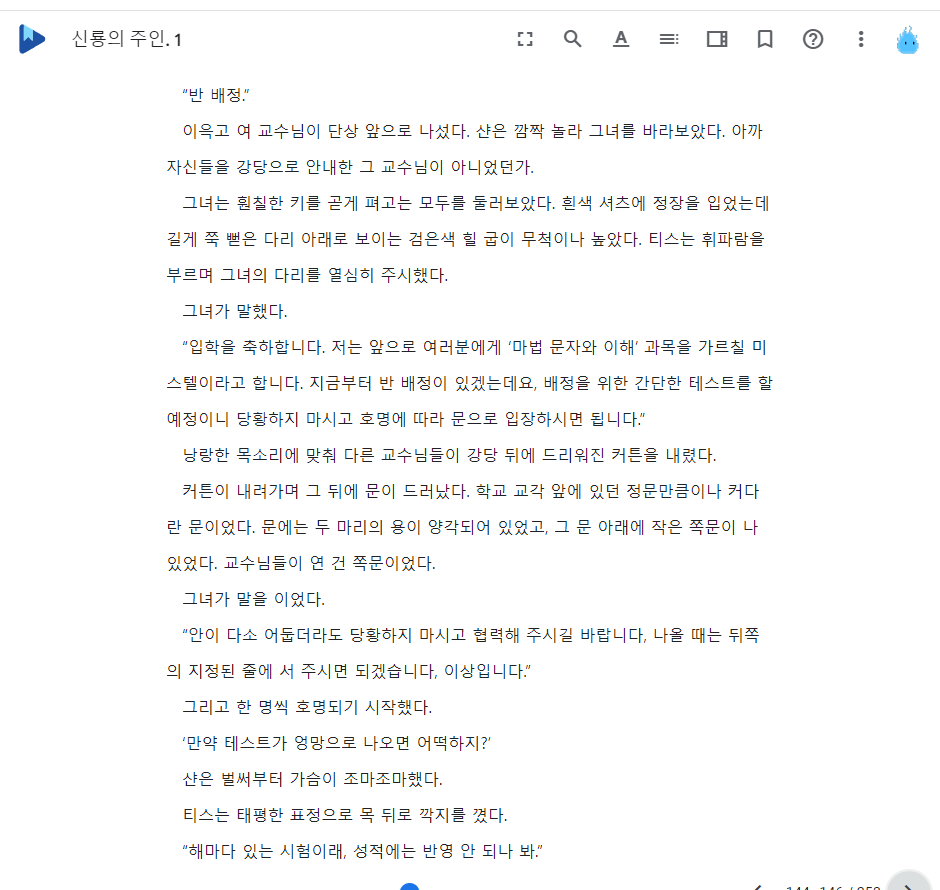 신룡의 주인. 1
“반 배정.”
이윽고 여 교수님이 단상 앞으로 나섰다. 샨은 깜짝 놀라 그녀를 바라보았다. 아까
자신들을 강당으로 안내한 그 교수님이 아니었던가.
그녀는 훤칠한 키를 곧게 펴고는 모두를 둘러보았다. 흰색 셔츠에 정장을 입었는데
길게 쭉 뻗은 다리 아래로 보이는 검은색 힐 굽이 무척이나 높았다. 티스는 휘파람을
부르며 그녀의 다리를 열심히 주시했다.
그녀가 말했다.
“입학을 축하합니다. 저는 앞으로 여러분에게 ‘마법 문자와 이해’ 과목을 가르칠 미
스텔이라고 합니다. 지금부터 반 배정이 있겠는데요, 배정을 위한 간단한 테스트를 할
예정이니 당황하지 마시고 호명에 따라 문으로 입장하시면 됩니다.”
낭랑한 목소리에 맞춰 다른 교수님들이 강당 뒤에 드리워진 커튼을 내렸다.
커튼이 내려가며 그 뒤에 문이 드러났다. 학교 교각 앞에 있던 정문만큼이나 커다
란 문이었다. 문에는 두 마리의 용이 양각되어 있었고, 그 문 아래에 작은 쪽문이 나
있었다. 교수님들이 연 건 쪽문이었다.
그녀가 말을 이었다.
“안이 다소 어둡더라도 당황하지 마시고 협력해 주시길 바랍니다, 나올 때는 뒤쪽
의 지정된 줄에 서 주시면 되겠습니다, 이상입니다.”
그리고 한 명씩 호명되기 시작했다.
‘만약 테스트가 엉망으로 나오면 어떡하지?’
샨은 벌써부터 가슴이 조마조마했다.
티스는 태평한 표정으로 목 뒤로 깍지를 꼈다.
“해마다 있는 시험이래, 성적에는 반영 안 되나 봐.”